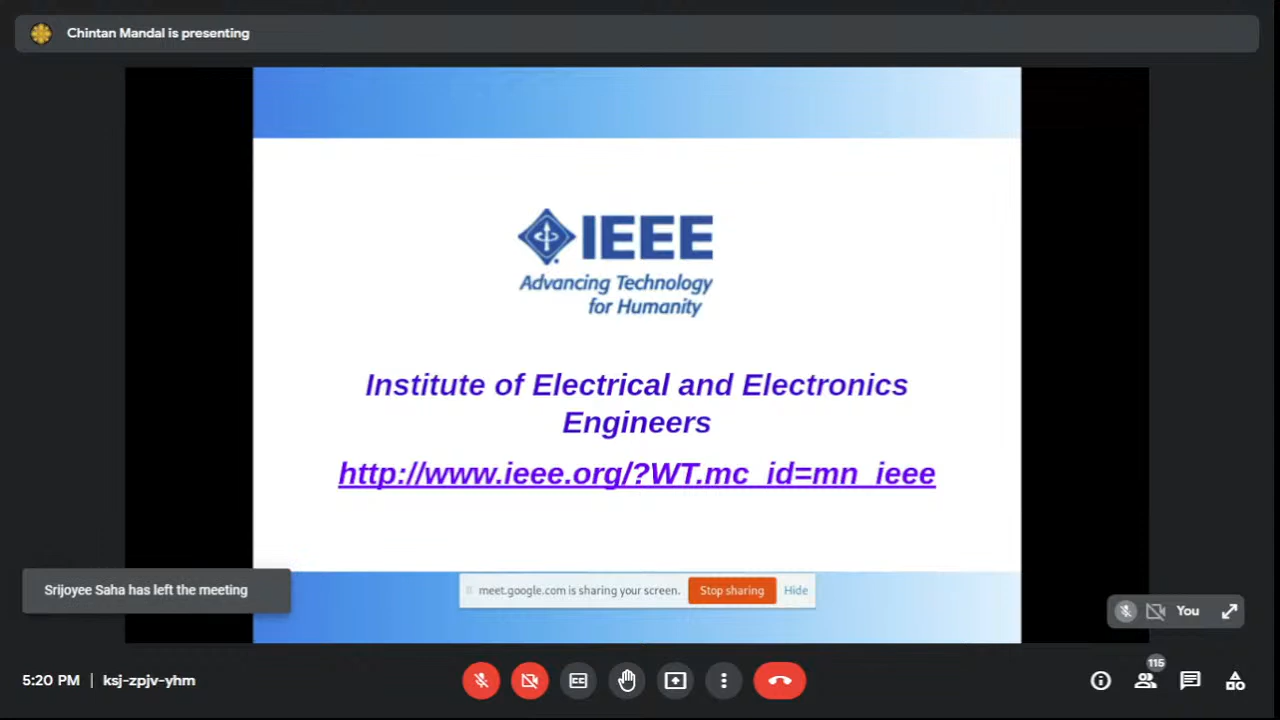 Chintan Mandal is presenting
IEEE
Advancing Technology
for Humanity
Institute of Electrical and Electronics
Engineers
http://www.ieee.org/?WT.mc_id=mn_ieee
Srijoyee Saha has left the meeting
meet.google.com is sharing your screen. Stop sharing Hide
You
5:20 PM | ksj-zpjv-yhm
CC
115